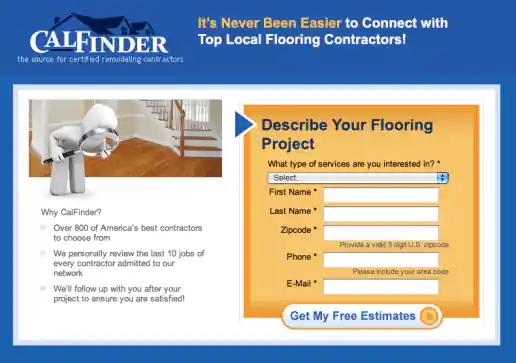 CALFINDER
the source for certified remodeling contractors
It's Never Been Easier to Connect with
Top Local Flooring Contractors!
Why CalFinder?
Over 800 of America's best contractors
to choose from
We personally review the last 10 jobs of
every contractor admitted to our
network
We'll follow up with you after your
project to ensure you are satisfied!
Describe Your Flooring
Project
What type of services are you interested in? *
Select...
First Name *
Last Name *
Zipcode *
Provide a valid 5 digit U.S. zipcode
Phone *
Please include your area code
E-Mail *
Get My Free Estimates